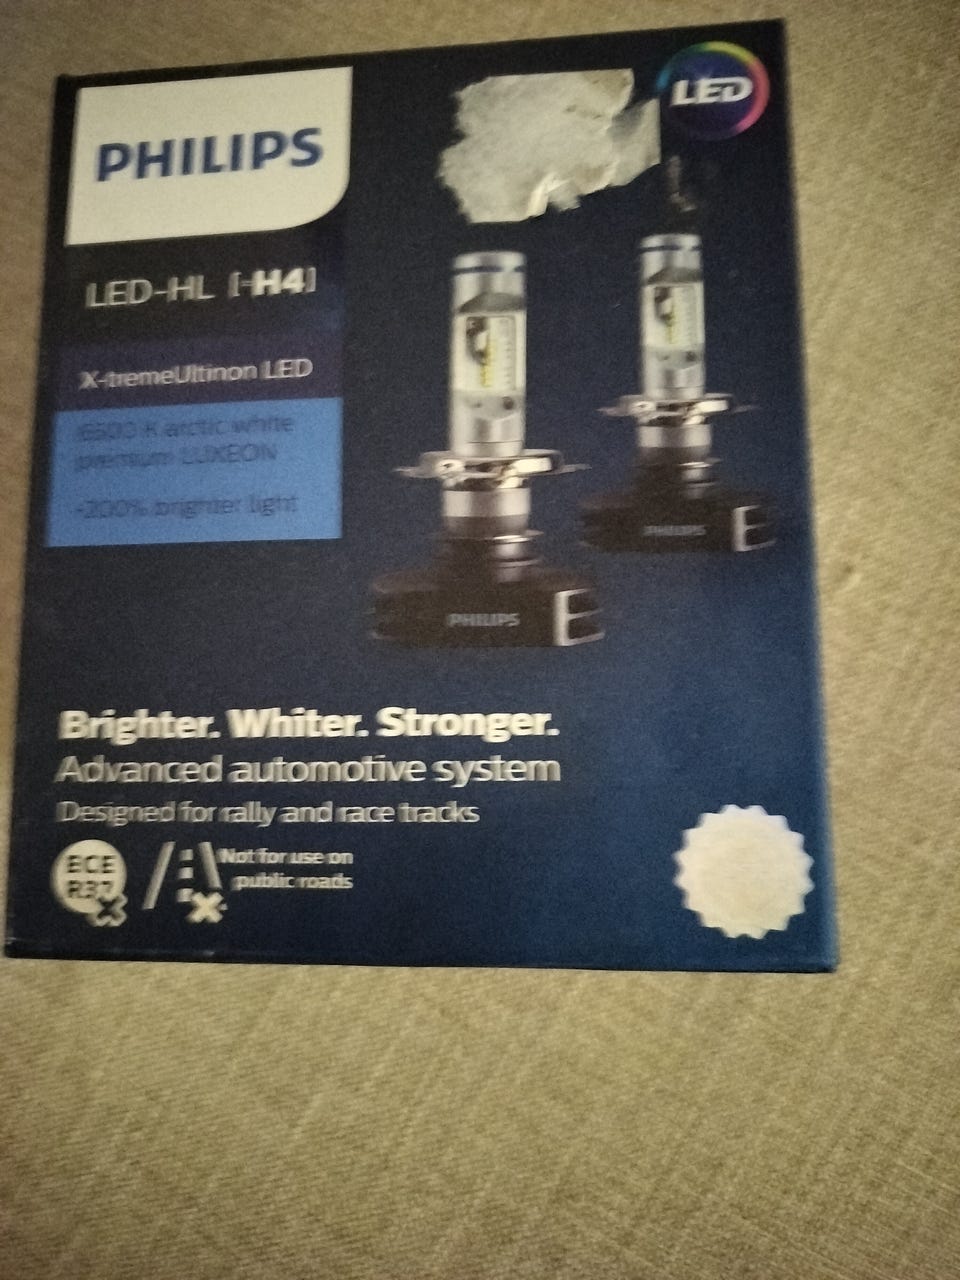 PHILIPS
LED
LED-HL [~H4]
X-tremeUltinon LED
6500 K arctic white
premium LUXEON
+200% brighter light
PHILIPS
PHILIPS
Brighter. Whiter. Stronger.
Advanced automotive system
Designed for rally and race tracks
ECE
R37
Not for use on
public roads